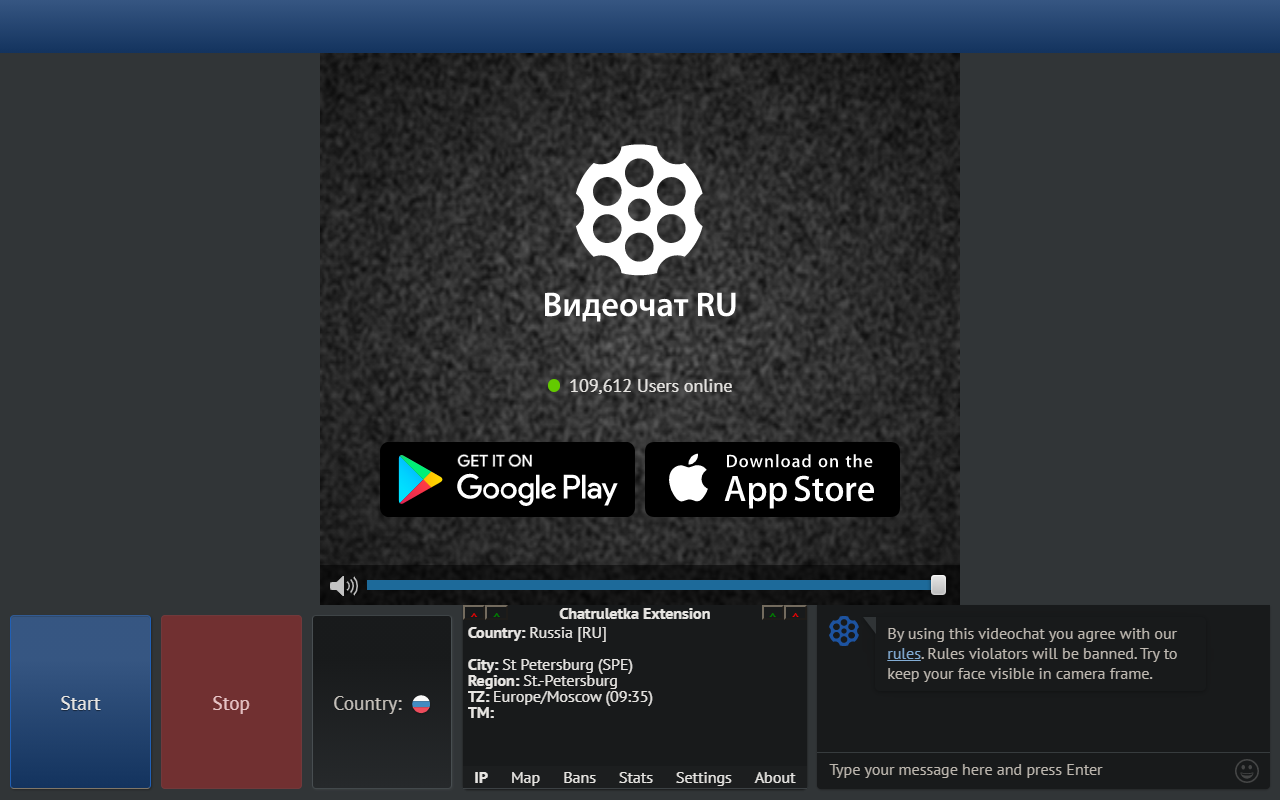 Видеочат RU
109,612 Users online
GET IT ON
Google Play
Download on the
App Store
Start
Stop
Country:
Chatruletka Extension
Country: Russia [RU]
City: St Petersburg (SPE)
Region: St.-Petersburg
TZ: Europe/Moscow (09:35)
TM:
IP Map Bans Stats Settings About
By using this videochat you agree with our
rules. Rules violators will be banned. Try to
keep your face visible in camera frame.
Type your message here and press Enter